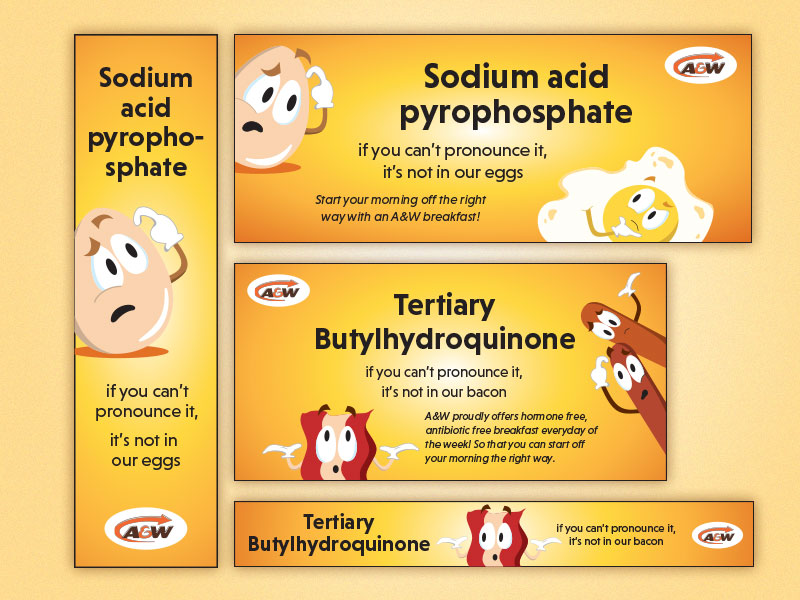 Sodium
acid
pyropho-
sphate
if you can't
pronounce it,
it's not in
our eggs
A&W
Sodium acid
pyrophosphate
if you can't pronounce it,
it's not in our eggs
Start your morning off the right
way with an A&W breakfast!
A&W
A&W
Tertiary
Butylhydroquinone
if you can't pronounce it,
it's not in our bacon
A&W proudly offers hormone free,
antibiotic free breakfast everyday of
the week! So that you can start off
your morning the right way.
Tertiary
Butylhydroquinone
if you can't pronounce it,
it's not in our bacon
A&W